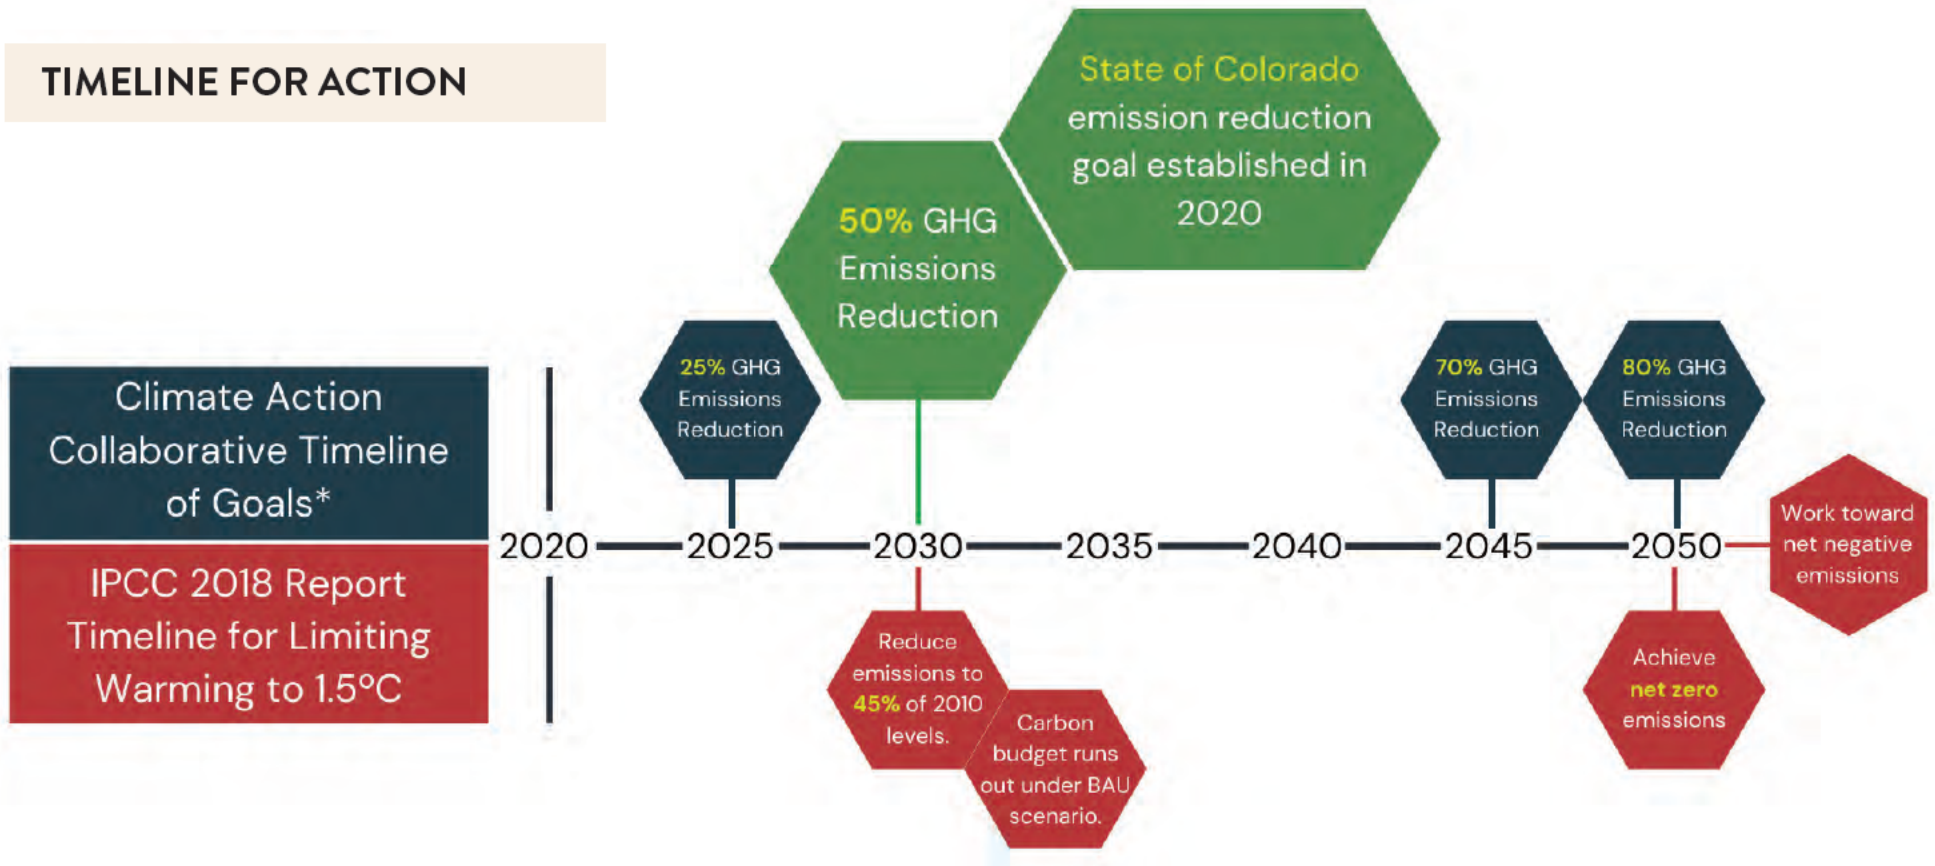 TIMELINE FOR ACTION
State of Colorado
emission reduction
goal established in
2020
50% GHG
Emissions
Reduction
Climate Action
Collaborative Timeline
of Goals*
25% GHG
Emissions
Reduction
70% GHG
Emissions
Reduction
80% GHG
Emissions
Reduction
2020
2025
2030
2035
2040
2045
2050
Work toward
net negative
emissions
IPCC 2018 Report
Timeline for Limiting
Warming to 1.5ºC
Reduce
emissions to
45% of 2010
levels.
Carbon
budget runs
out under BAU
scenario.
Achieve
net zero
emissions